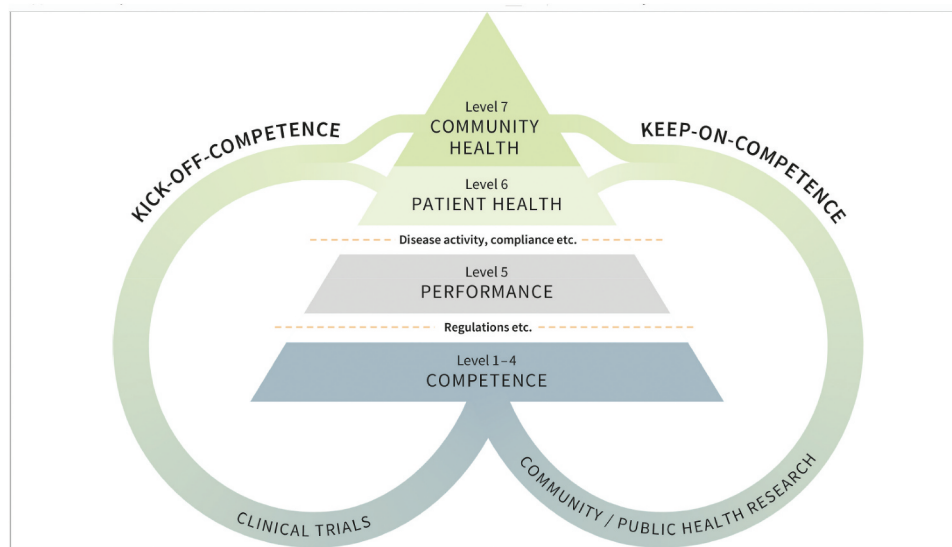 Level 7
COMMUNITY
HEALTH
KICK-OFF-COMPETENCE
KEEP-ON-COMPETENCE
Level 6
PATIENT HEALTH
Disease activity, compliance etc.
Level 5
PERFORMANCE
Regulations etc.
Level 1–4
COMPETENCE
CLINICAL TRIALS
COMMUNITY / PUBLIC HEALTH RESEARCH